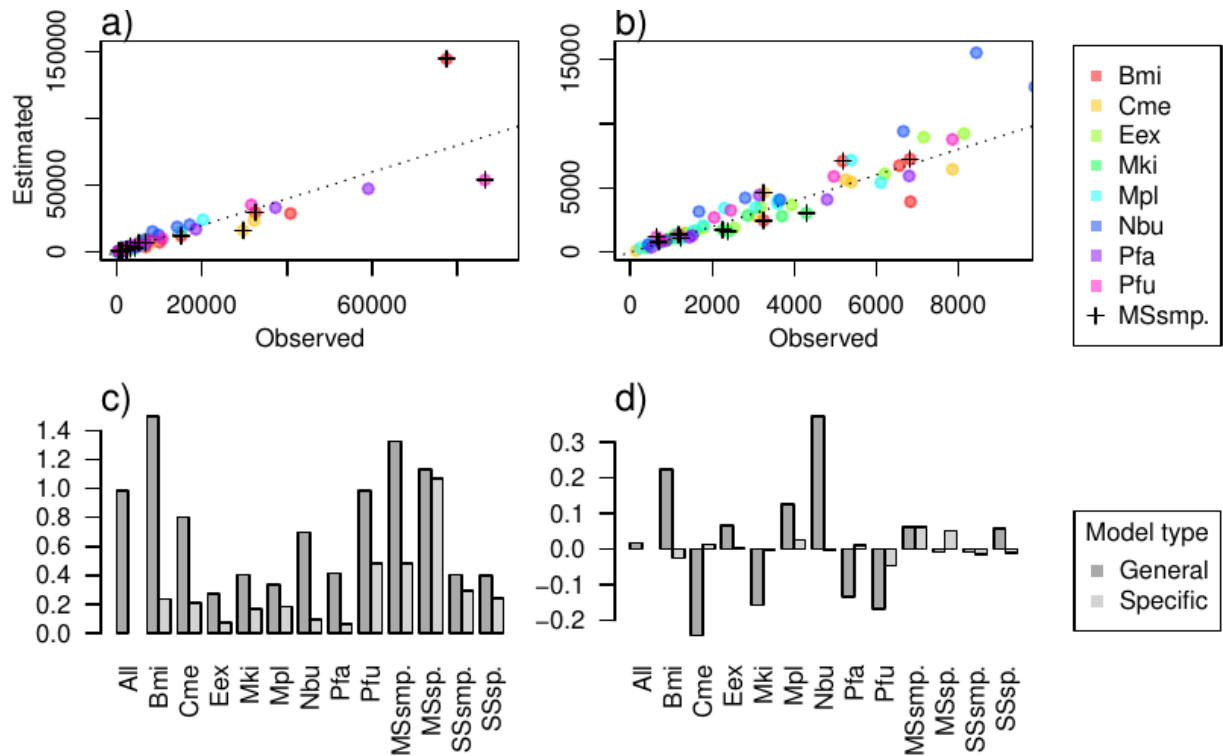 a)
b)
Estimated
150000
50000
0
15000
5000
0
0
20000
60000
0
2000
4000
6000
8000
Observed
Observed
Bmi
Cme
Eex
Mki
Mpl
Nbu
Pfa
Pfu
MSsmp.
c)
d)
1.4
1.2
1.0
0.8
0.6
0.4
0.2
0.0
0.3
0.2
0.1
0.0
−0.1
−0.2
All
Bmi
Cme
Eex
Mki
Mpl
Nbu
Pfa
Pfu
MSsmp.
MSsp.
SSsmp.
SSsp.
All
Bmi
Cme
Eex
Mki
Mpl
Nbu
Pfa
Pfu
MSsmp.
MSsp.
SSsmp.
SSsp.
Model type
General
Specific